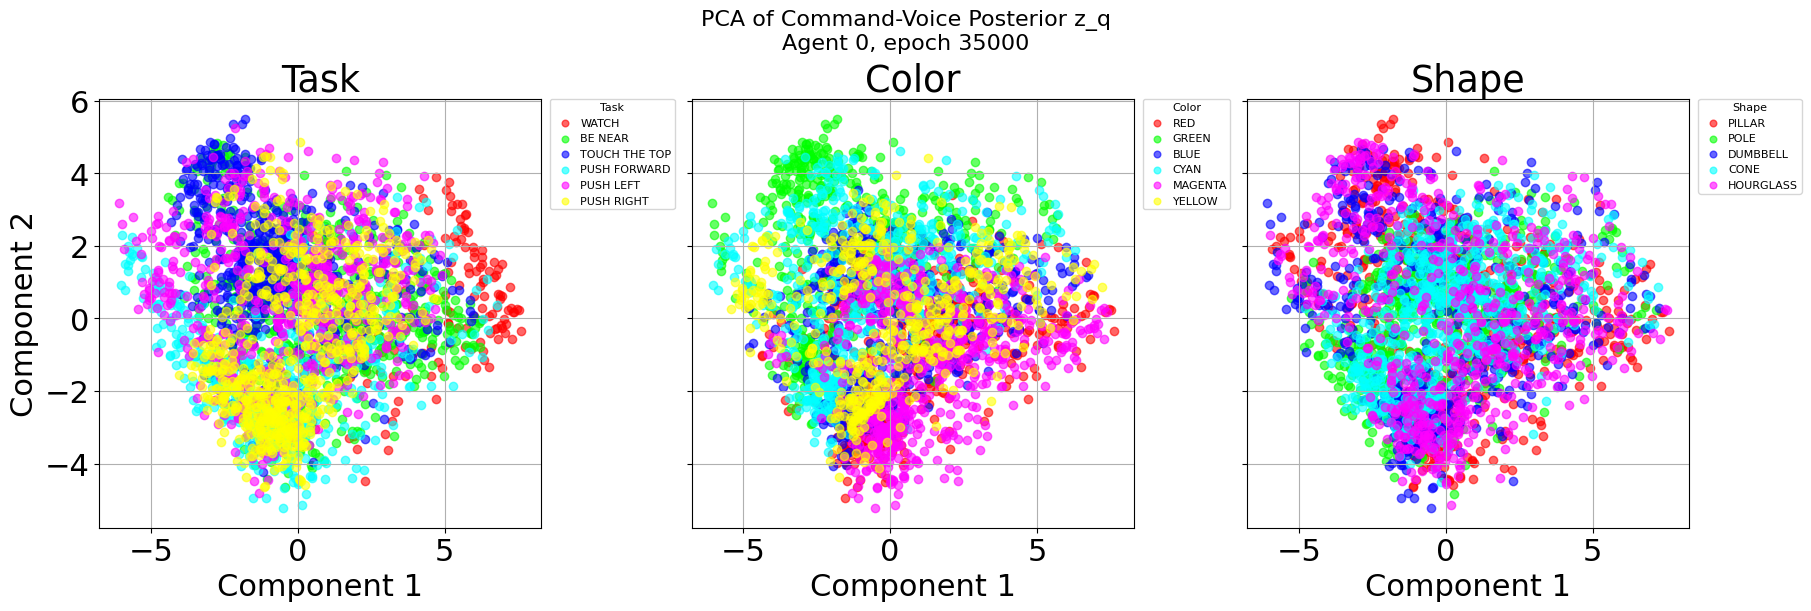 PCA of Command-Voice Posterior z_q
Agent 0, epoch 35000
Task
6
4
2
0
−2
−4
−5
0
5
Component 2
Component 1
Task
WATCH
BE NEAR
TOUCH THE TOP
PUSH FORWARD
PUSH LEFT
PUSH RIGHT
Color
−5
0
5
Component 1
Color
RED
GREEN
BLUE
CYAN
MAGENTA
YELLOW
Shape
−5
0
5
Component 1
Shape
PILLAR
POLE
DUMBBELL
CONE
HOURGLASS